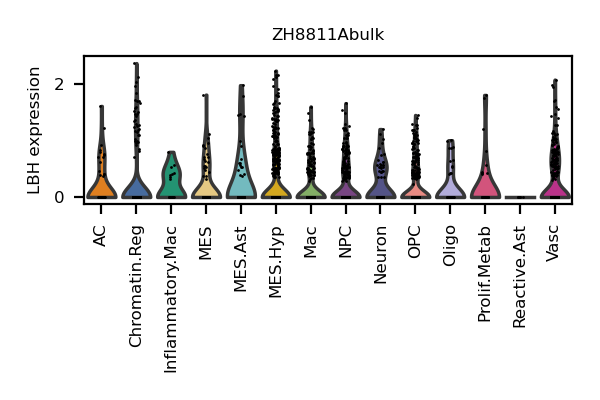 ZH8811Abulk
LBH expression
2
0
AC
Chromatin.Reg
Inflammatory.Mac
MES
MES.Ast
MES.Hyp
Mac
NPC
Neuron
OPC
Oligo
Prolif.Metab
Reactive.Ast
Vasc